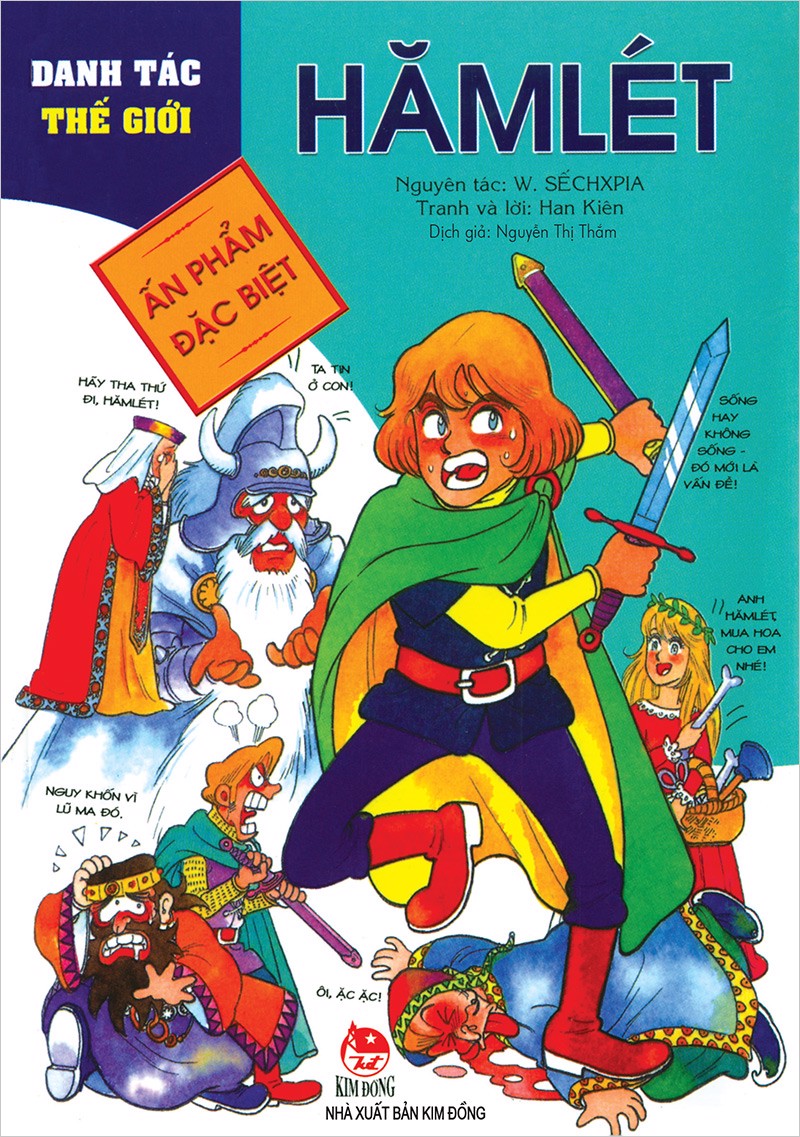 DANH TÁC
THẾ GIỚI
HĂMLÉT
Nguyên tác: W. SẾCHXPIA
Tranh và lời: Han Kiên
Dịch giả: Nguyễn Thị Thắm
ẤN PHẨM
ĐẶC BIỆT
HÃY THA THỨ
ĐI, HĂMLÉT!
TA TIN
Ở CON!
SỐNG
HAY
KHÔNG
SỐNG -
ĐÓ MỚI LÀ
VẤN ĐỀ!
ANH
HĂMLÉT,
MUA HOA
CHO EM
NHÉ!
NGUY KHỐN VÌ
LŨ MA ĐÓ.
ÔI, ẶC ẶC!
KIM ĐỒNG
NHÀ XUẤT BẢN KIM ĐỒNG